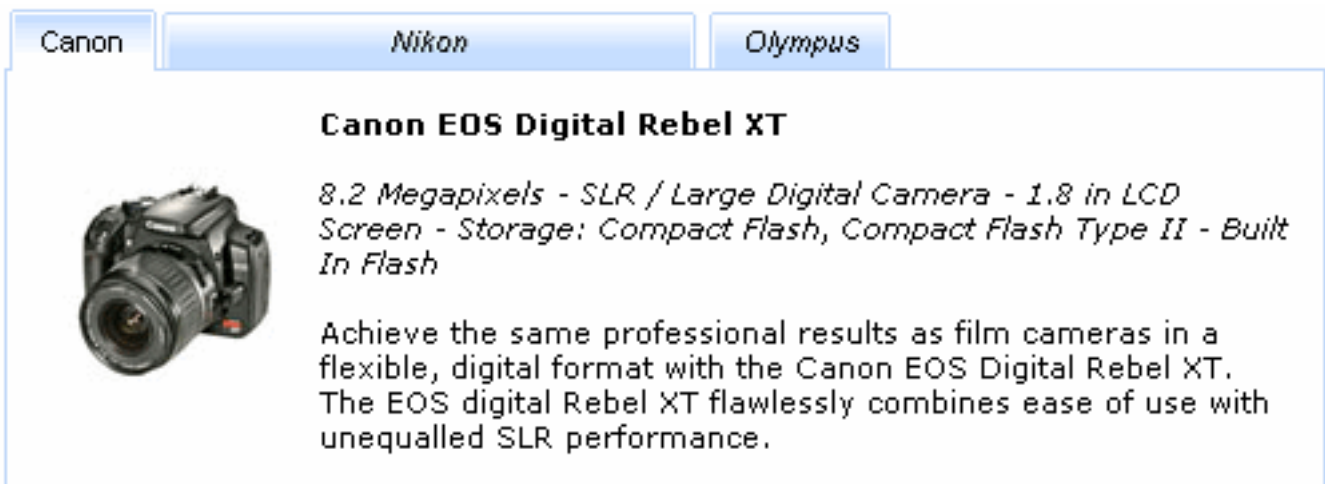 Canon
Nikon
Olympus
Canon EOS Digital Rebel XT
8.2 Megapixels - SLR / Large Digital Camera - 1.8 in LCD
Screen - Storage: Compact Flash, Compact Flash Type II - Built
In Flash
Achieve the same professional results as film cameras in a
flexible, digital format with the Canon EOS Digital Rebel XT.
The EOS digital Rebel XT flawlessly combines ease of use with
unequalled SLR performance.